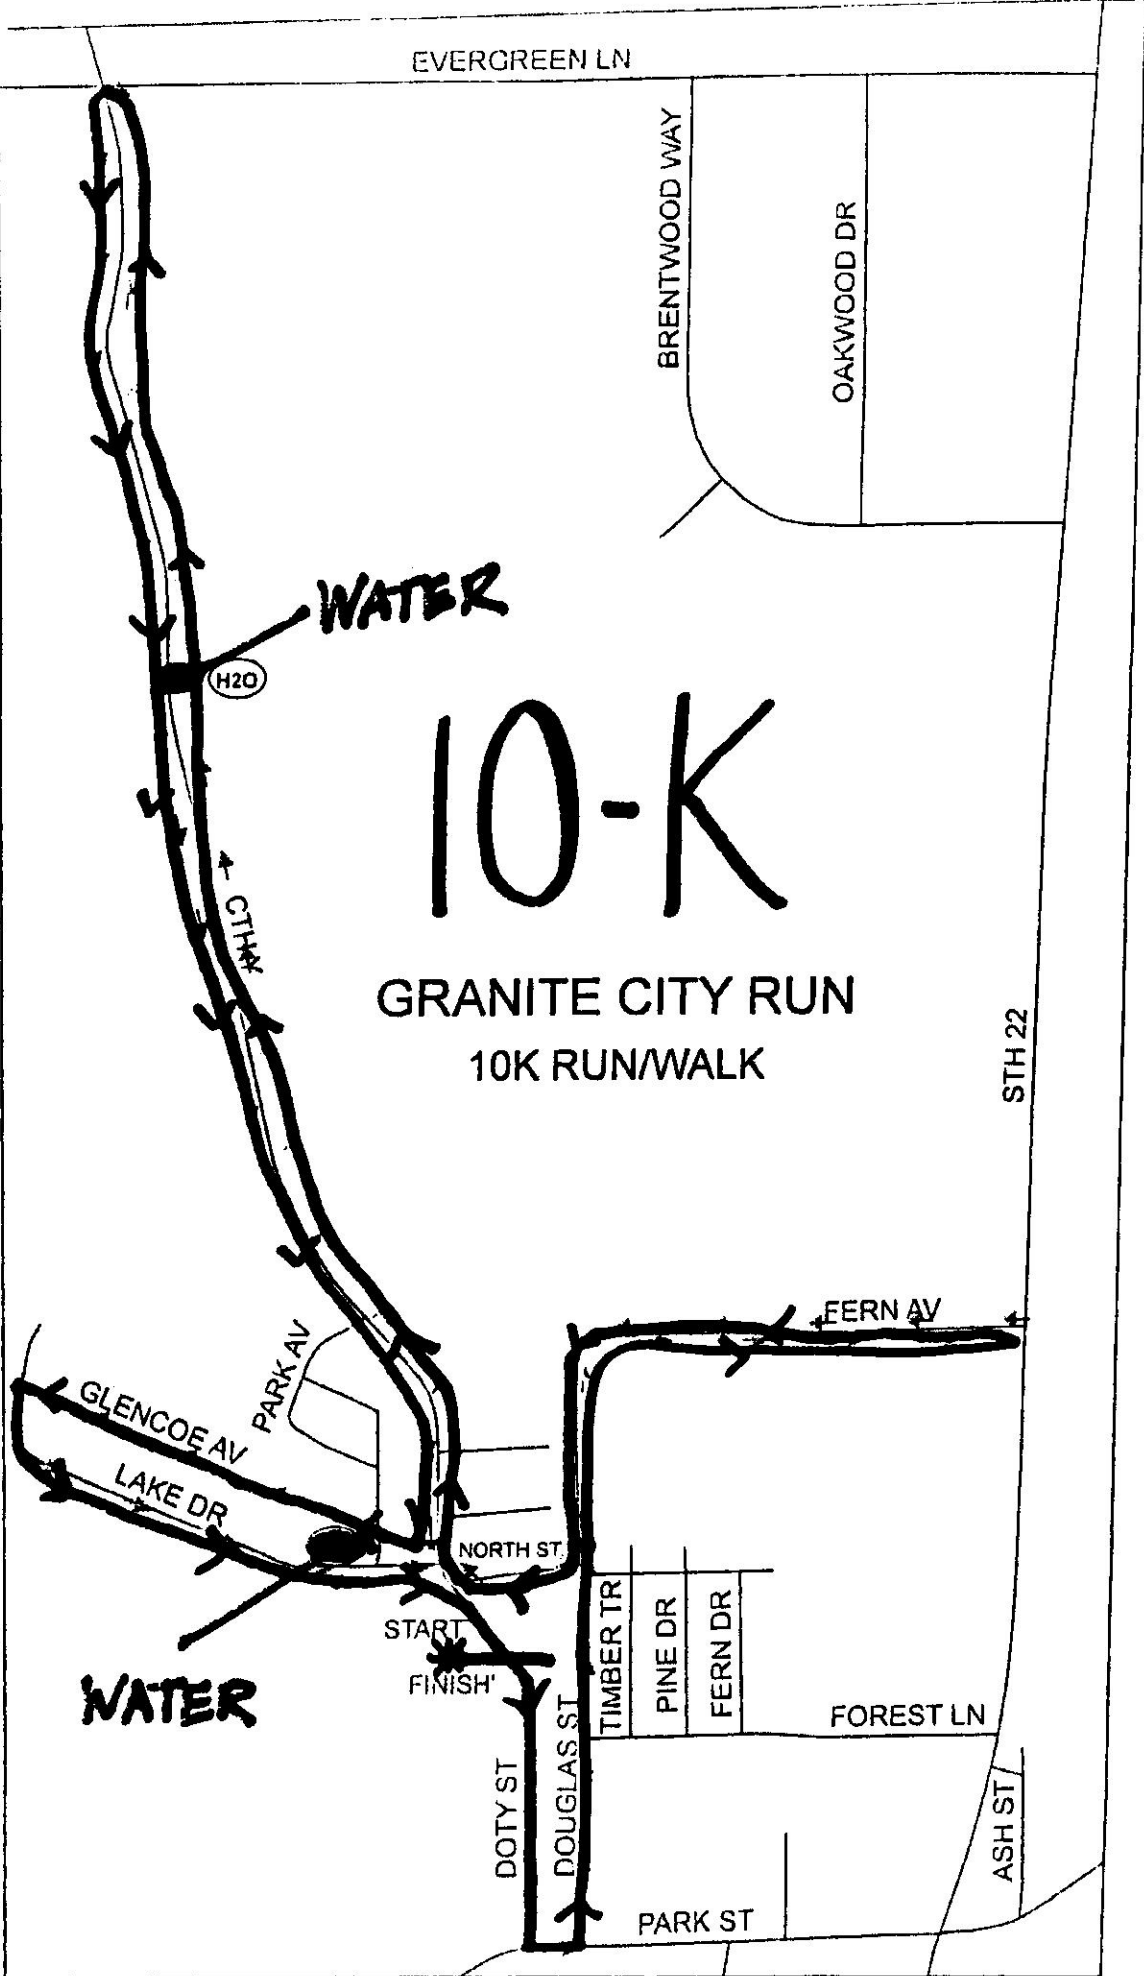 EVERGREEN LN
BRENTWOOD WAY
OAKWOOD DR
WATER
H2O
10-K
CTH Y
GRANITE CITY RUN
10K RUN/WALK
STH 22
FERN AV
PARK AV
GLENCOE AV
LAKE DR
NORTH ST
START
FINISH
WATER
TIMBER TR
PINE DR
FERN DR
FOREST LN
DOTY ST
DOUGLAS ST
ASH ST
PARK ST